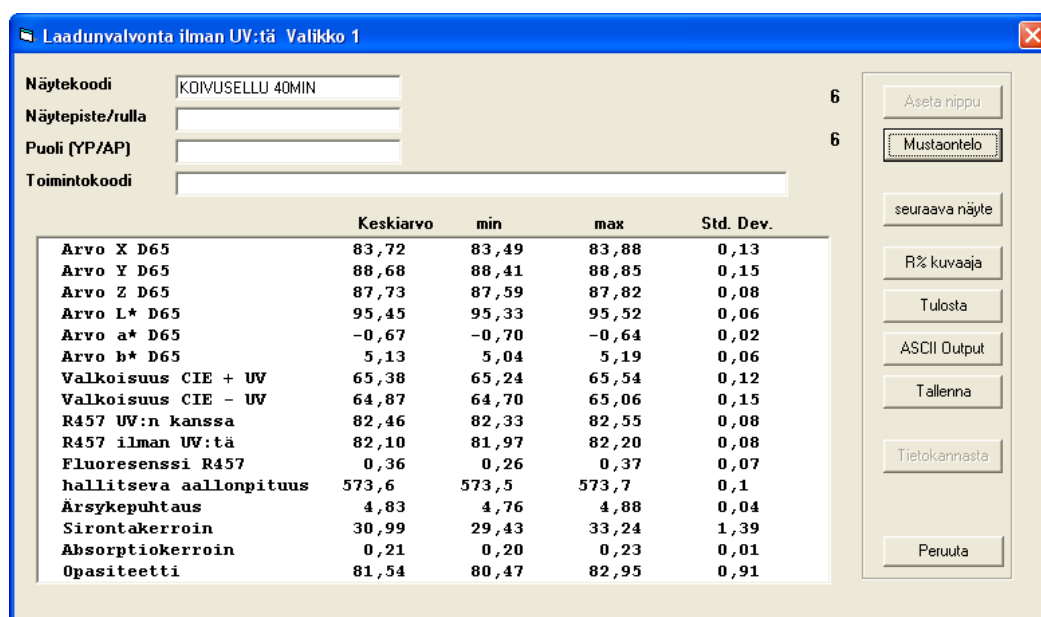 Laadunvalvonta ilman UV:tä Valikko 1
Näytekoodi KOIVUSELLU 40MIN
Näytepiste/rulla
Puoli (YP/AP)
Toimintokoodi
6
6
Keskiarvo min max Std. Dev.
Arvo X D65 83,72 83,49 83,88 0,13
Arvo Y D65 88,68 88,41 88,85 0,15
Arvo Z D65 87,73 87,59 87,82 0,08
Arvo L* D65 95,45 95,33 95,52 0,06
Arvo a* D65 -0,67 -0,70 -0,64 0,02
Arvo b* D65 5,13 5,04 5,19 0,06
Valkoisuus CIE + UV 65,38 65,24 65,54 0,12
Valkoisuus CIE - UV 64,87 64,70 65,06 0,15
R457 UV:n kanssa 82,46 82,33 82,55 0,08
R457 ilman UV:tä 82,10 81,97 82,20 0,08
Fluoresenssi R457 0,36 0,26 0,37 0,07
hallitseva aallonpituus 573,6 573,5 573,7 0,1
Ärsykepuhtaus 4,83 4,76 4,88 0,04
Sirontakerroin 30,99 29,43 33,24 1,39
Absorptiokerroin 0,21 0,20 0,23 0,01
Opasiteetti 81,54 80,47 82,95 0,91
Aseta nippu
Mustaontelo
seuraava näyte
R% kuvaaja
Tulosta
ASCII Output
Tallenna
Tietokannasta
Peruuta